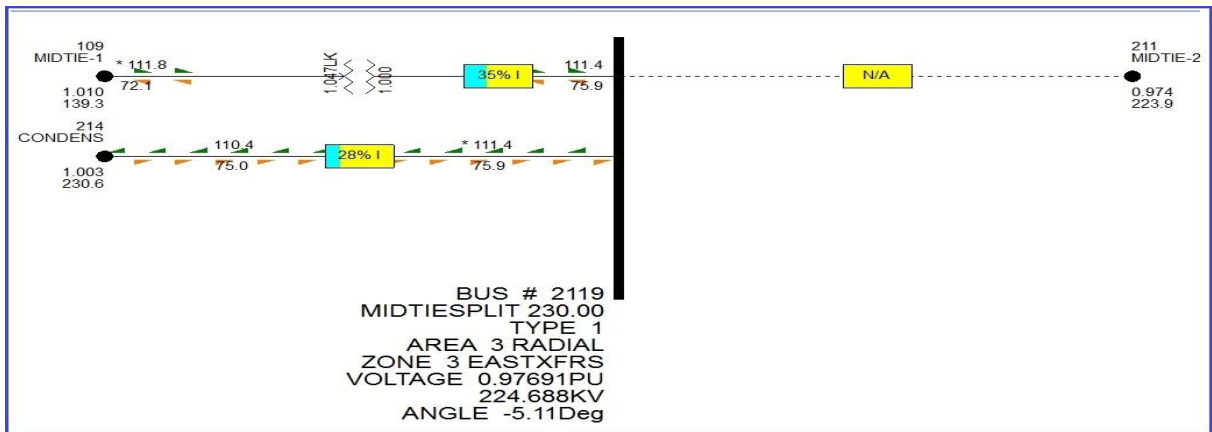 109
MIDTIE-1
* 111.8
72.1
1.010
139.3
1.047LK
1.000
35% I
111.4
75.9
N/A
211
MIDTIE-2
0.974
223.9
214
CONDENS
110.4
75.0
1.003
230.6
28% I
* 111.4
75.9
BUS # 2119
MIDTIESPLIT 230.00
TYPE 1
AREA 3 RADIAL
ZONE 3 EASTXFRS
VOLTAGE 0.97691PU
224.688KV
ANGLE -5.11Deg